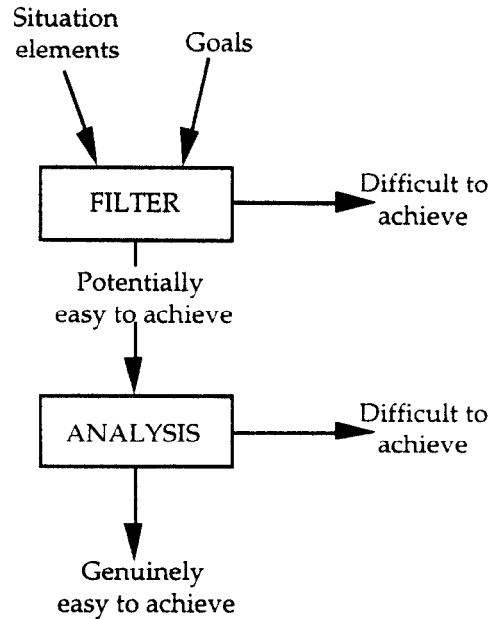 Situation
elements
Goals
FILTER
Difficult to
achieve
Potentially
easy to achieve
ANALYSIS
Difficult to
achieve
Genuinely
easy to achieve